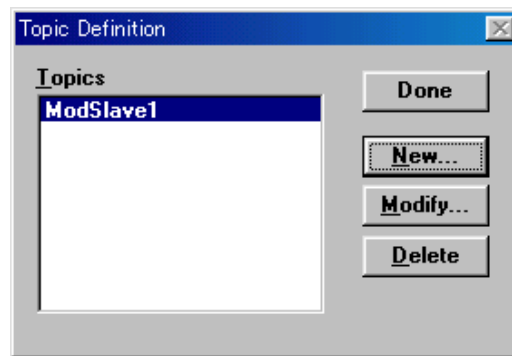 Topic Definition
Topics
ModSlave1
Done
New...
Modify...
Delete